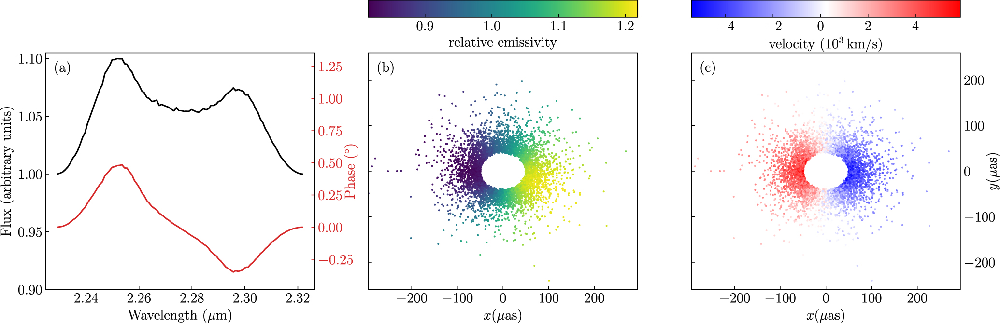 0.9 1.0 1.1 1.2
relative emissivity
−4 −2 0 2 4
velocity (10³ km/s)
(a)
1.10
1.05
1.00
0.95
0.90
Flux (arbitrary units)
1.25
1.00
0.75
0.50
0.25
0.00
−0.25
Phase (°)
2.24 2.26 2.28 2.30 2.32
Wavelength (μm)
(b)
−200 −100 0 100 200
x(μas)
(c)
200
100
0
−100
−200
y(μas)
−200 −100 0 100 200
x(μas)